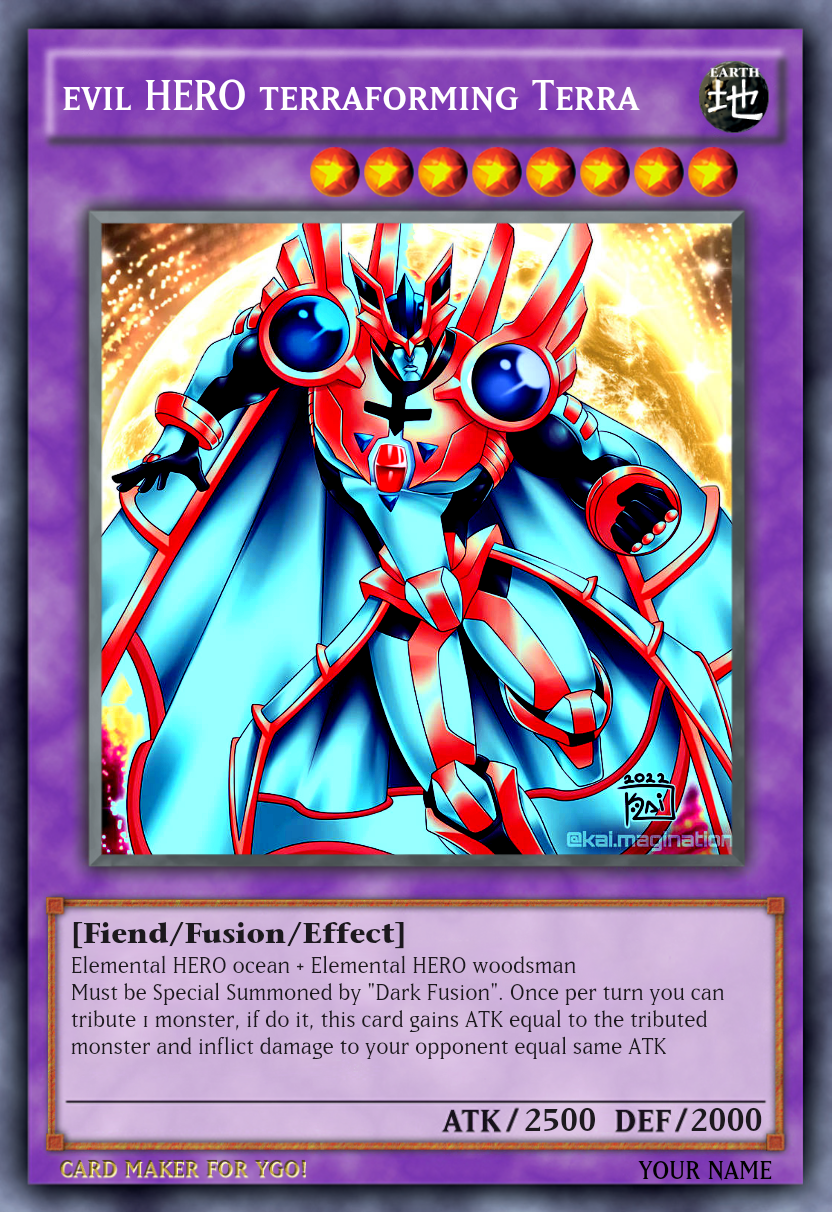 evil HERO terraforming Terra
EARTH
地
2022
KAI
@kai.magination
[Fiend/Fusion/Effect]
Elemental HERO ocean + Elemental HERO woodsman
Must be Special Summoned by "Dark Fusion". Once per turn you can
tribute 1 monster, if do it, this card gains ATK equal to the tributed
monster and inflict damage to your opponent equal same ATK
ATK/2500 DEF/2000
CARD MAKER FOR YGO!
YOUR NAME